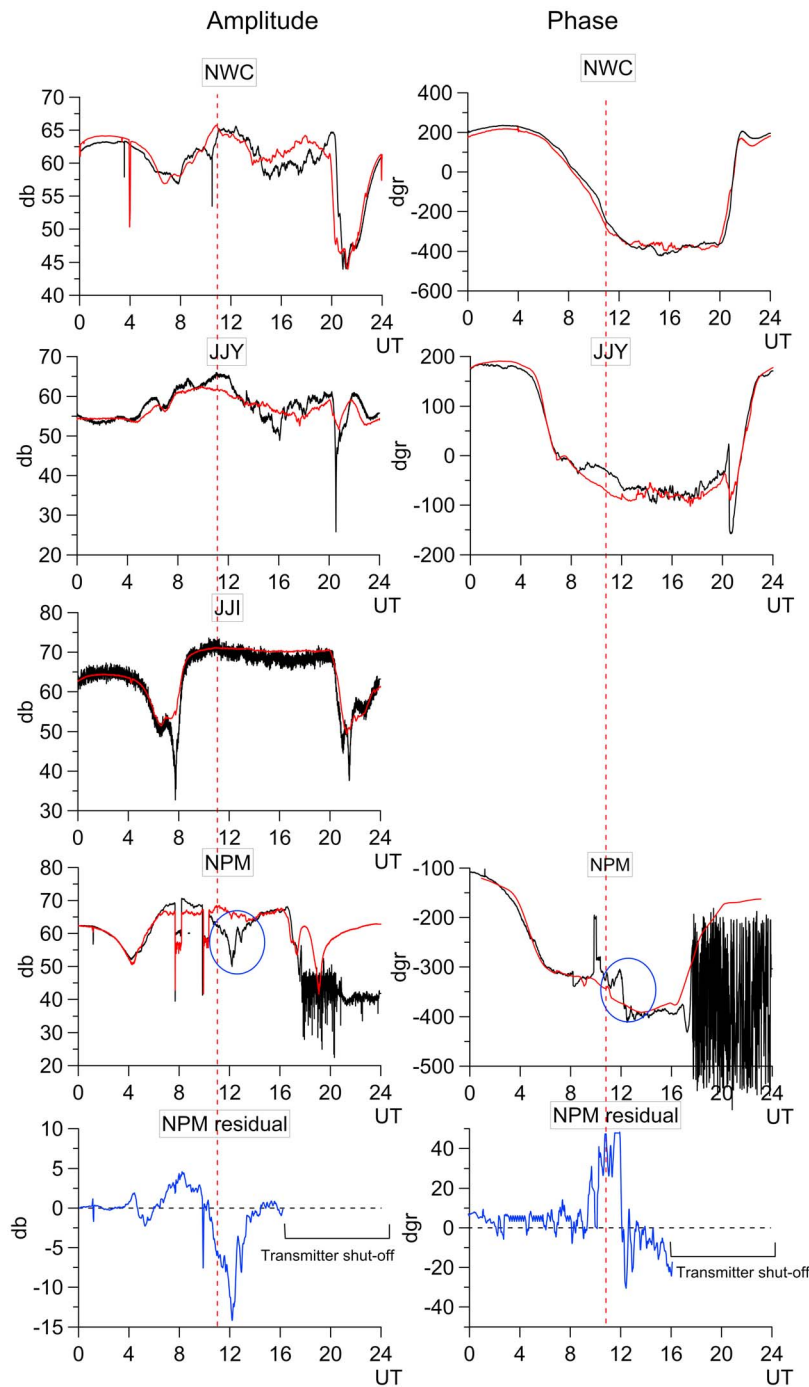 Amplitude Phase
NWC NWC
70
65
60
55
50
45
40
db
0 4 8 12 16 20 24
UT
400
200
0
-200
-400
-600
dgr
0 4 8 12 16 20 24
UT
JJY JJY
70
60
50
40
30
20
db
0 4 8 12 16 20 24
UT
200
100
0
-100
-200
dgr
0 4 8 12 16 20 24
UT
JJI
80
70
60
50
40
30
db
0 4 8 12 16 20 24
UT
NPM NPM
80
70
60
50
40
30
20
db
0 4 8 12 16 20 24
UT
-100
-200
-300
-400
-500
dgr
0 4 8 12 16 20 24
UT
NPM residual NPM residual
10
5
0
-5
-10
-15
db
Transmitter shut-off
0 4 8 12 16 20 24
UT
40
20
0
-20
-40
dgr
Transmitter shut-off
0 4 8 12 16 20 24
UT